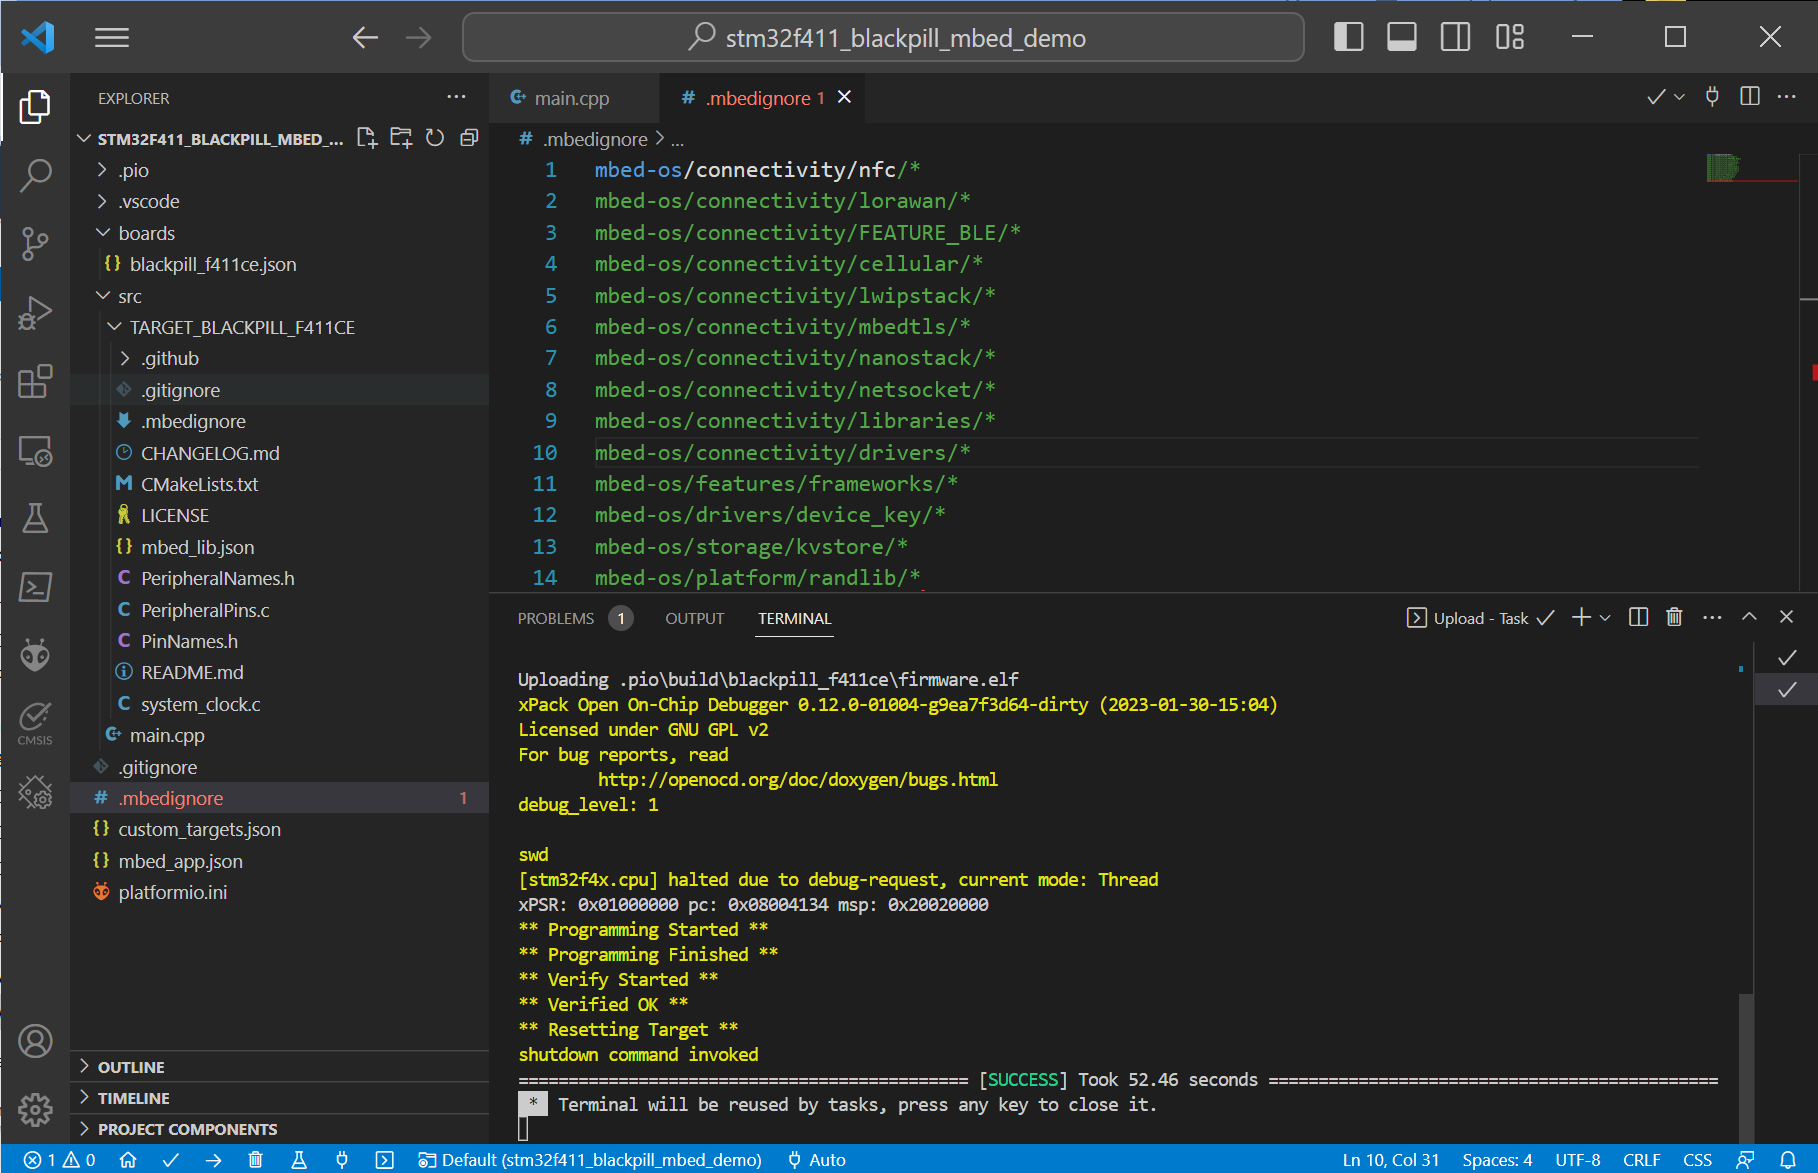 stm32f411_blackpill_mbed_demo
EXPLORER
STM32F411_BLACKPILL_MBED_...
.pio
.vscode
boards
{} blackpill_f411ce.json
src
TARGET_BLACKPILL_F411CE
.github
.gitignore
.mbedignore
CHANGELOG.md
M CMakeLists.txt
LICENSE
{} mbed_lib.json
C PeripheralNames.h
C PeripheralPins.c
C PinNames.h
README.md
C system_clock.c
main.cpp
.gitignore
# .mbedignore 1
{} custom_targets.json
{} mbed_app.json
platformio.ini
OUTLINE
TIMELINE
PROJECT COMPONENTS
CMSIS
main.cpp
# .mbedignore 1
# .mbedignore > ...
1 mbed-os/connectivity/nfc/*
2 mbed-os/connectivity/lorawan/*
3 mbed-os/connectivity/FEATURE_BLE/*
4 mbed-os/connectivity/cellular/*
5 mbed-os/connectivity/lwipstack/*
6 mbed-os/connectivity/mbedtls/*
7 mbed-os/connectivity/nanostack/*
8 mbed-os/connectivity/netsocket/*
9 mbed-os/connectivity/libraries/*
10 mbed-os/connectivity/drivers/*
11 mbed-os/features/frameworks/*
12 mbed-os/drivers/device_key/*
13 mbed-os/storage/kvstore/*
14 mbed-os/platform/randlib/*
PROBLEMS 1 OUTPUT TERMINAL
Upload - Task
Uploading .pio\build\blackpill_f411ce\firmware.elf
xPack Open On-Chip Debugger 0.12.0-01004-g9ea7f3d64-dirty (2023-01-30-15:04)
Licensed under GNU GPL v2
For bug reports, read
http://openocd.org/doc/doxygen/bugs.html
debug_level: 1
swd
[stm32f4x.cpu] halted due to debug-request, current mode: Thread
xPSR: 0x01000000 pc: 0x08004134 msp: 0x20020000
** Programming Started **
** Programming Finished **
** Verify Started **
** Verified OK **
** Resetting Target **
shutdown command invoked
============================================= [SUCCESS] Took 52.46 seconds =============================================
* Terminal will be reused by tasks, press any key to close it.
1 0 Default (stm32f411_blackpill_mbed_demo) Auto Ln 10, Col 31 Spaces: 4 UTF-8 CRLF CSS